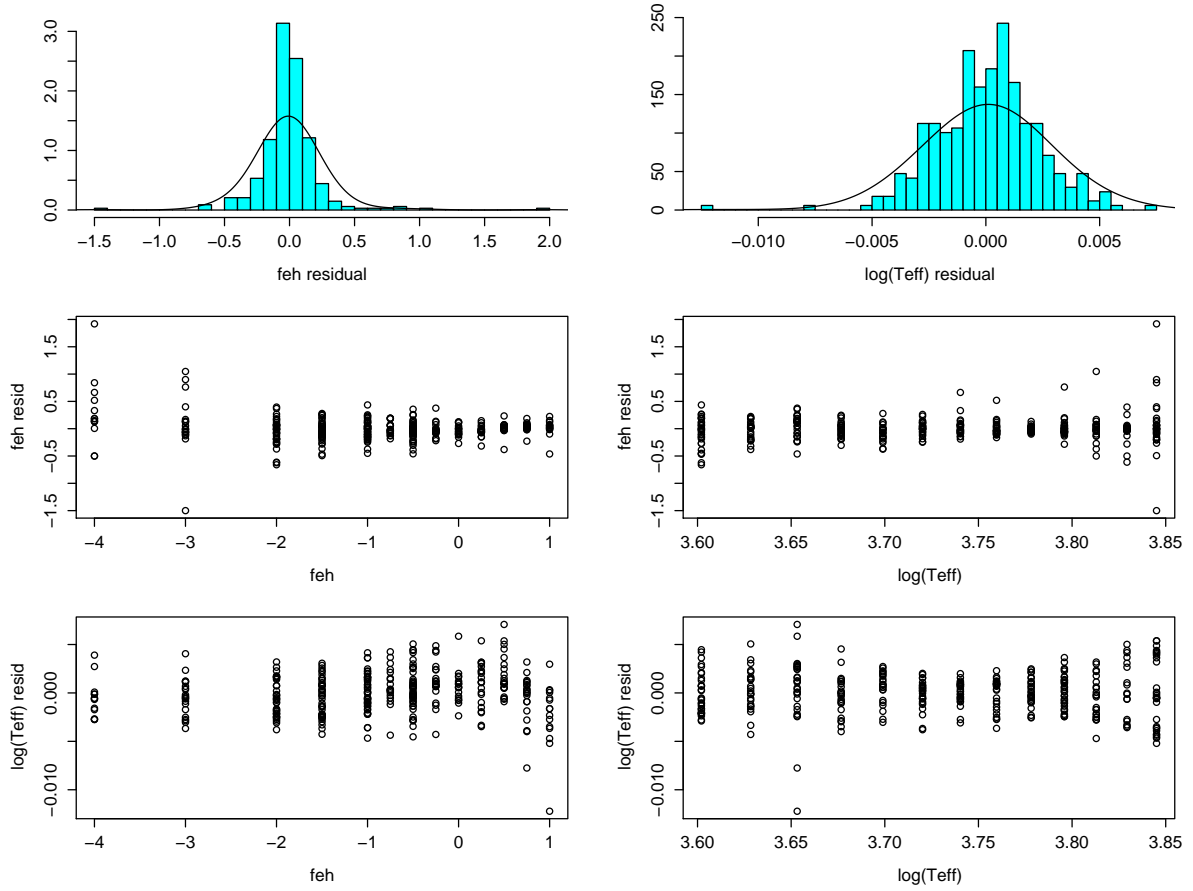 0.0 1.0 2.0 3.0
−1.5 −1.0 −0.5 0.0 0.5 1.0 1.5 2.0
feh residual
0 50 150 250
−0.010 −0.005 0.000 0.005
log(Teff) residual
feh resid
−1.5 −0.5 0.5 1.5
−4 −3 −2 −1 0 1
feh
feh resid
−1.5 −0.5 0.5 1.5
3.60 3.65 3.70 3.75 3.80 3.85
log(Teff)
log(Teff) resid
−0.010 0.000
−4 −3 −2 −1 0 1
feh
log(Teff) resid
−0.010 0.000
3.60 3.65 3.70 3.75 3.80 3.85
log(Teff)